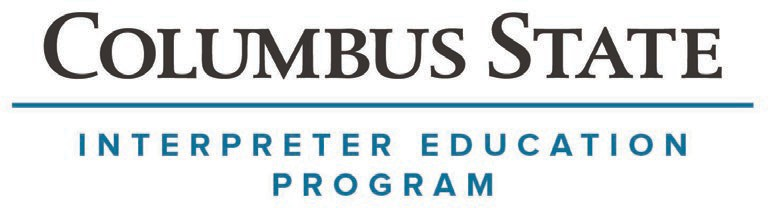 COLUMBUS STATE
INTERPRETER EDUCATION
PROGRAM